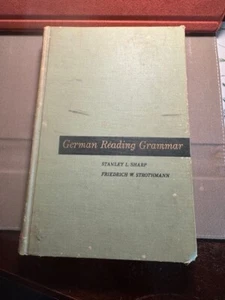 German Reading Grammar
STANLEY L. SHARP
FRIEDRICH W. STROTHMANN